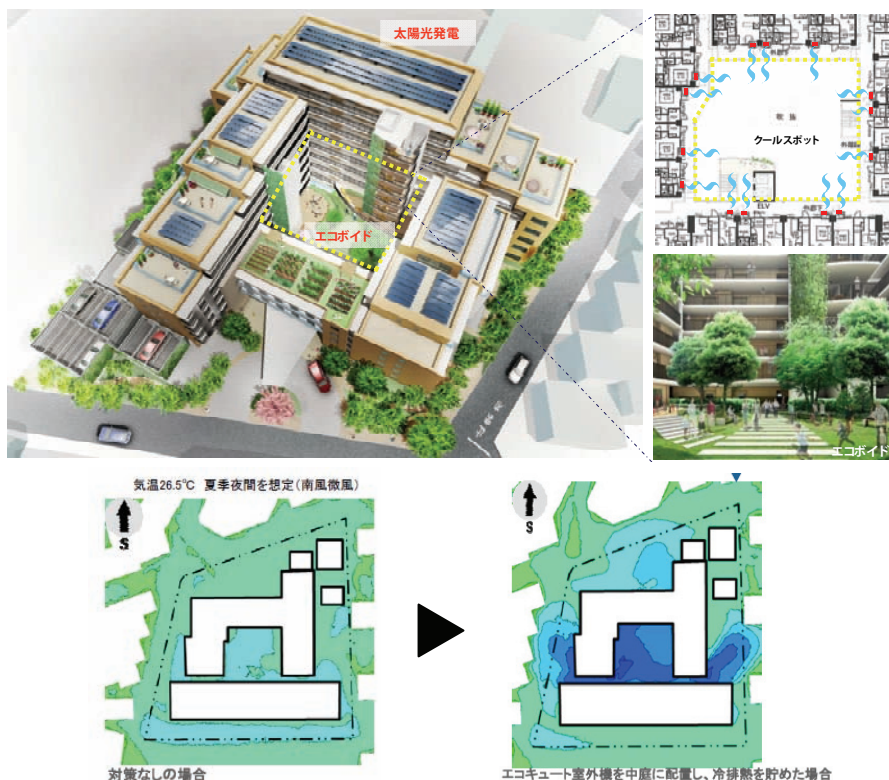 太陽光発電
エコボイド
クールスポット
ELV
エコボイド
気温26.5℃ 夏季夜間を想定(南風微風)
S
S
対策なしの場合
エコキュート室外機を中庭に配置し、冷排熱を貯めた場合